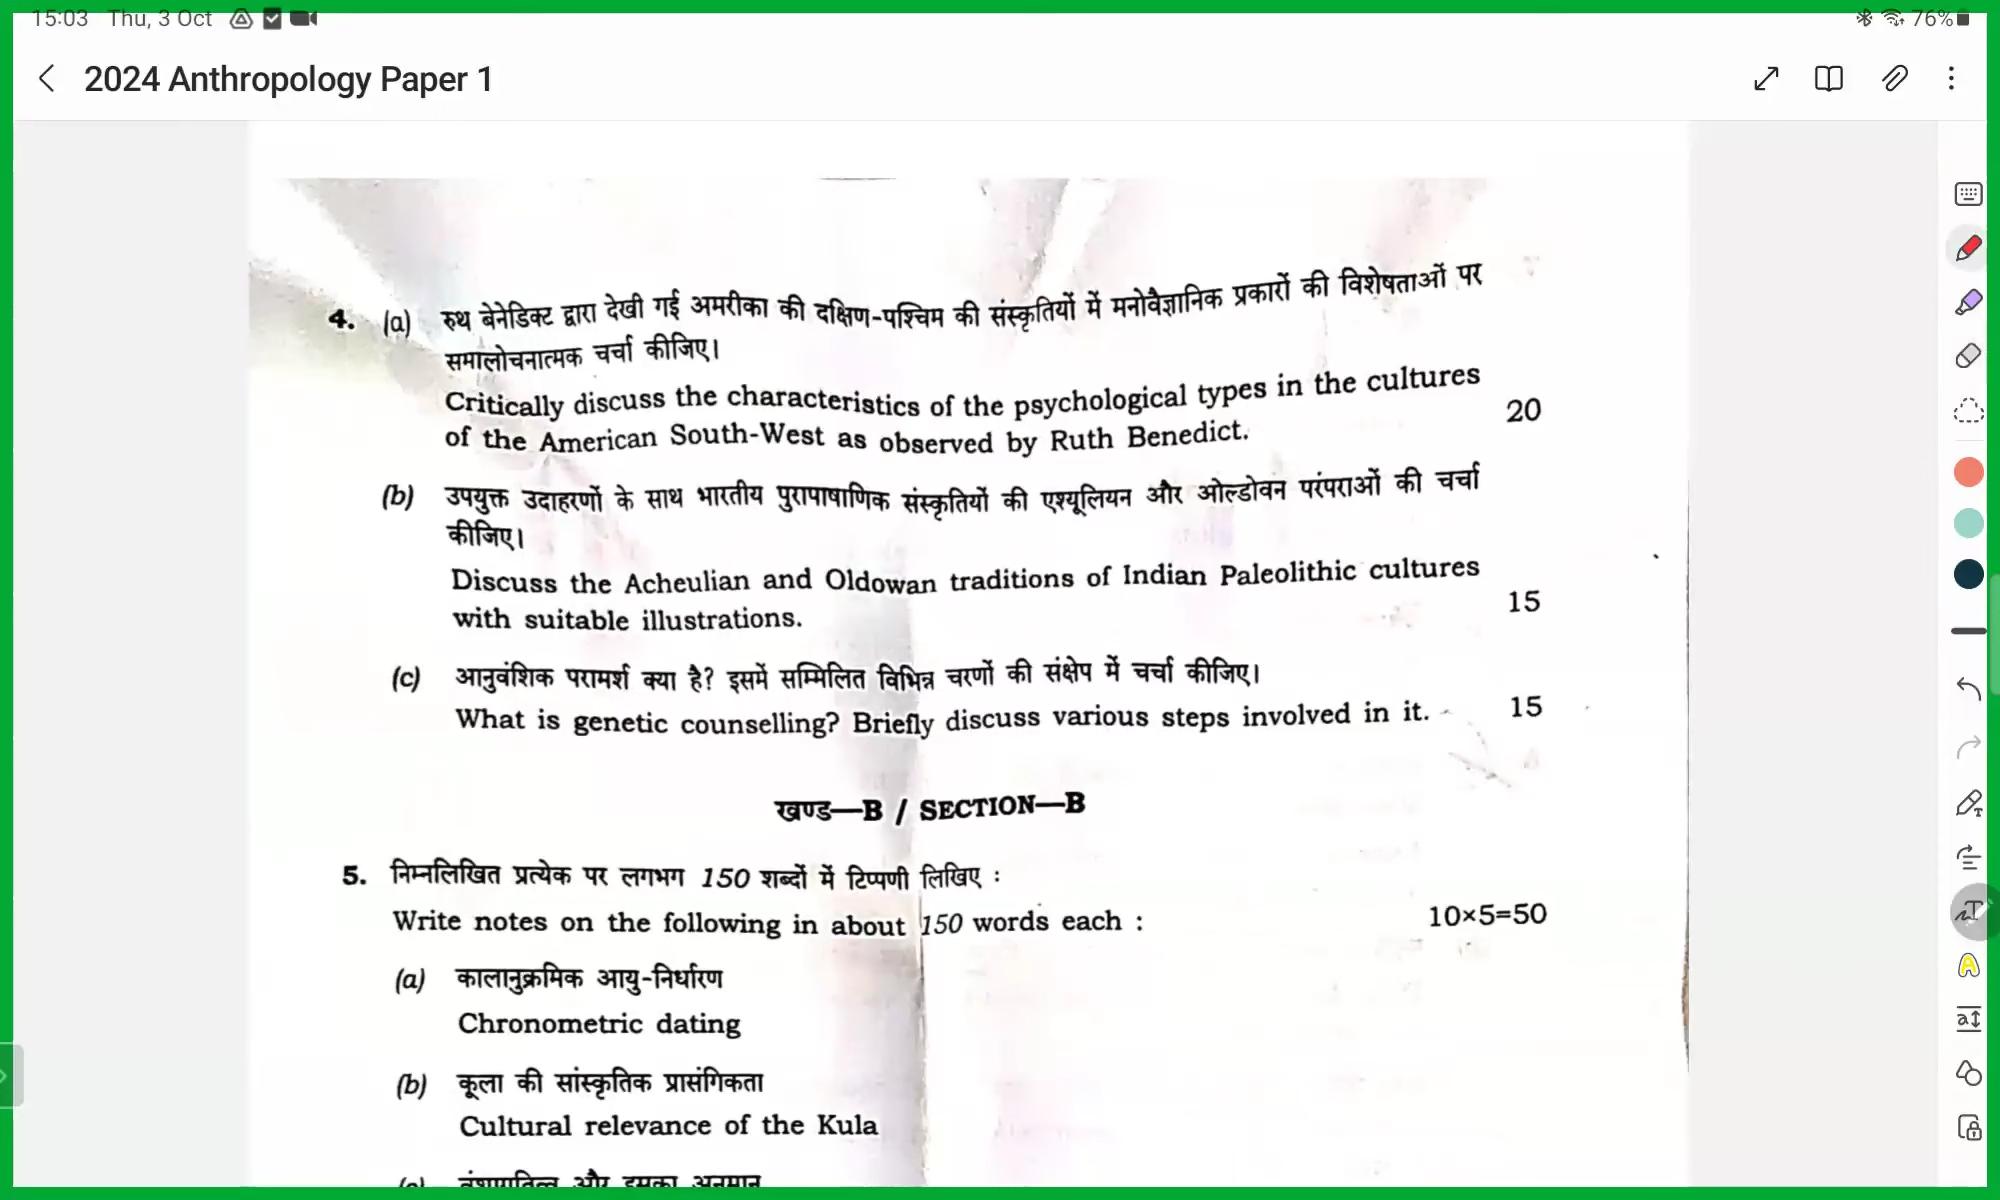 15:03 Thu, 3 Oct
76%
2024 Anthropology Paper 1
4. (a) रुथ बेनेडिक्ट द्वारा देखी गई अमरीका की दक्षिण-पश्चिम की संस्कृतियों में मनोवैज्ञानिक प्रकारों की विशेषताओं पर
समालोचनात्मक चर्चा कीजिए।
Critically discuss the characteristics of the psychological types in the cultures
of the American South-West as observed by Ruth Benedict. 20
(b) उपयुक्त उदाहरणों के साथ भारतीय पुरापाषाणिक संस्कृतियों की एश्यूलियन और ओल्डोवन परंपराओं की चर्चा
कीजिए।
Discuss the Acheulian and Oldowan traditions of Indian Paleolithic cultures
with suitable illustrations. 15
(c) आनुवंशिक परामर्श क्या है? इसमें सम्मिलित विभिन्न चरणों की संक्षेप में चर्चा कीजिए।
What is genetic counselling? Briefly discuss various steps involved in it. 15
खण्ड—B / SECTION—B
5. निम्नलिखित प्रत्येक पर लगभग 150 शब्दों में टिप्पणी लिखिए :
Write notes on the following in about 150 words each : 10×5=50
(a) कालानुक्रमिक आयु-निर्धारण
Chronometric dating
(b) कूला की सांस्कृतिक प्रासंगिकता
Cultural relevance of the Kula
और इसका अनुमान